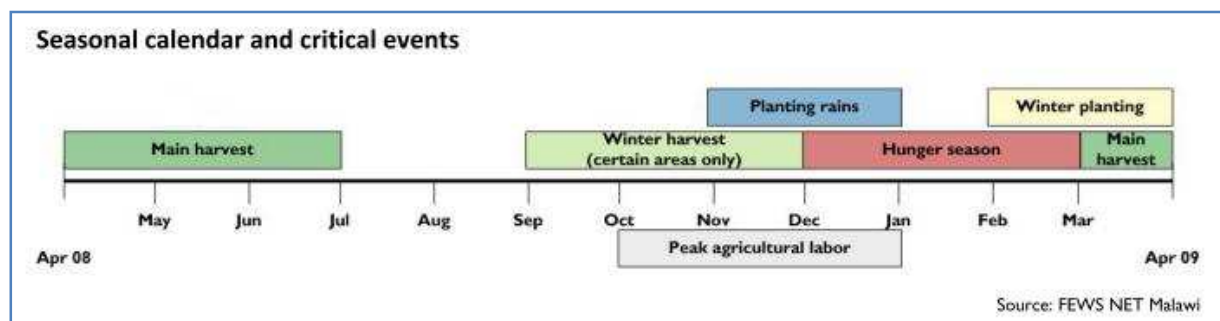 Seasonal calendar and critical events
Planting rains
Winter planting
Main harvest
Winter harvest
(certain areas only)
Hunger season
Main
harvest
May
Jun
Jul
Aug
Sep
Oct
Nov
Dec
Jan
Feb
Mar
Peak agricultural labor
Apr 08
Apr 09
Source: FEWS NET Malawi